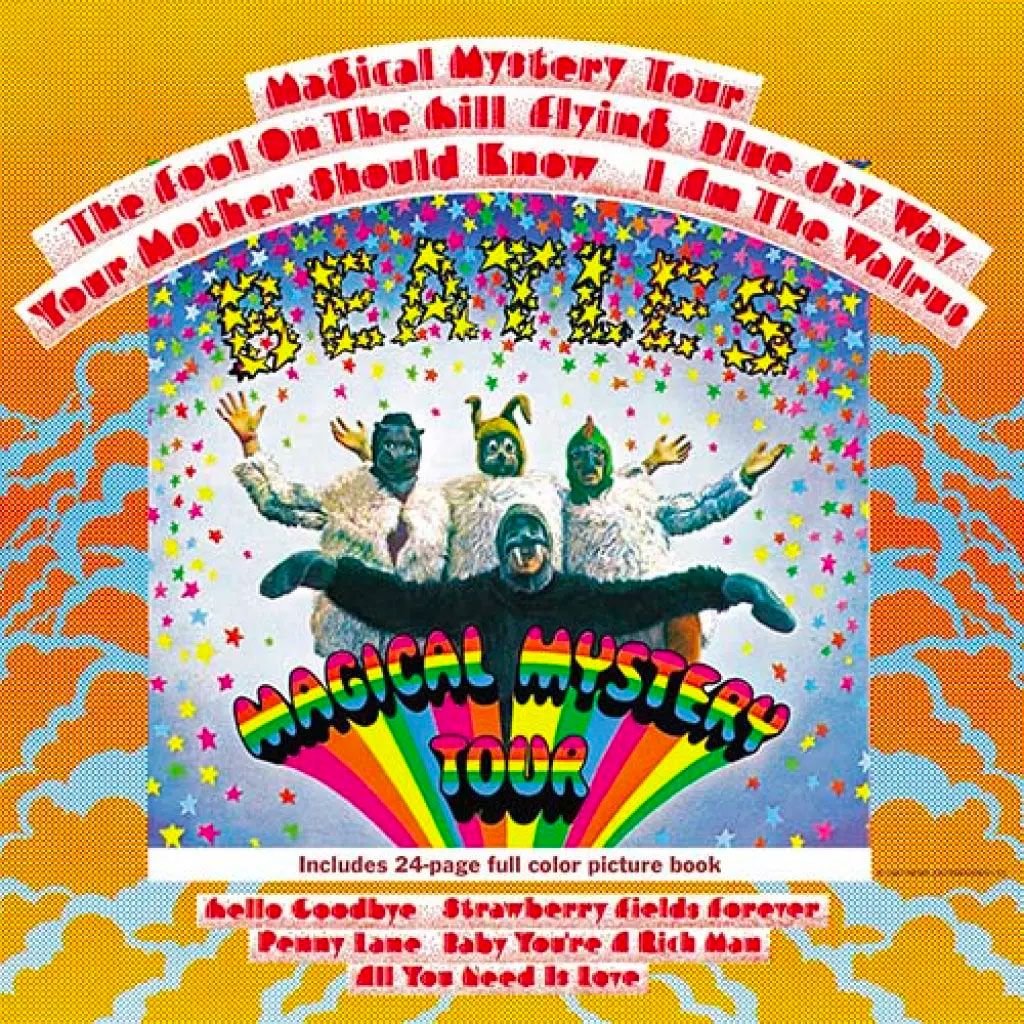 Magical Mystery Tour
The Fool On The Hill Flying Blue Jay Way
Your Mother Should Know I Am The Walrus
BEATLES
MAGICAL MYSTERY
TOUR
Includes 24-page full color picture book
Hello Goodbye Strawberry Fields Forever
Penny Lane Baby You're A Rich Man
All You Need Is Love